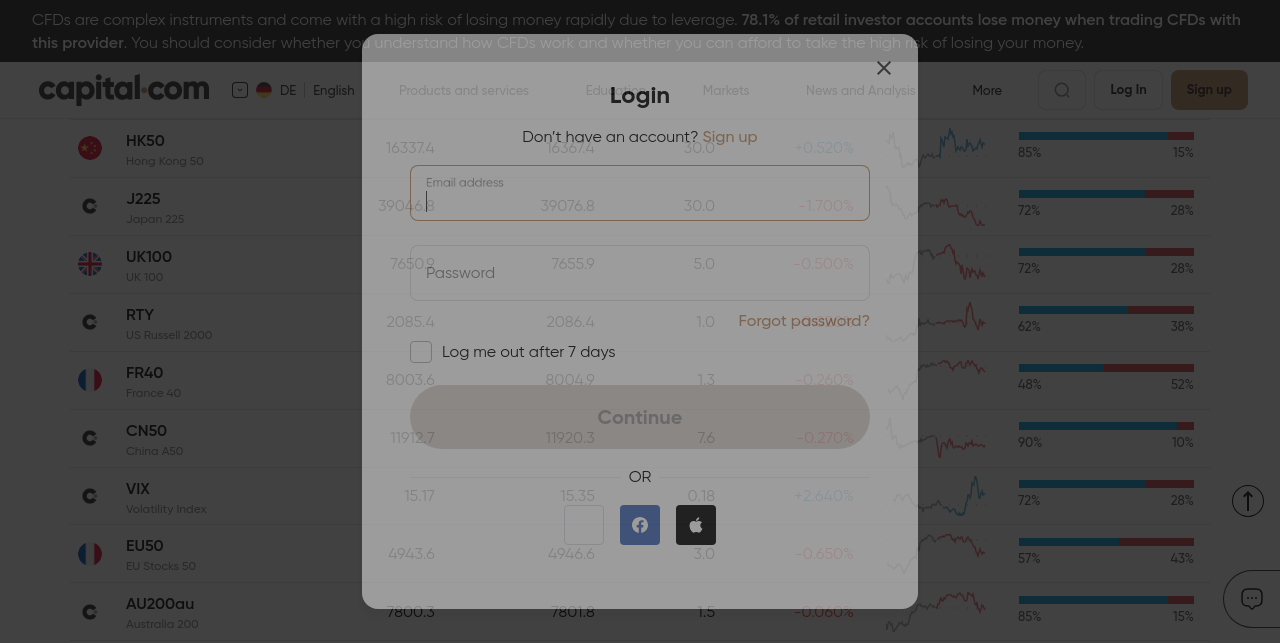 CFDs are complex instruments and come with a high risk of losing money rapidly due to leverage. 78.1% of retail investor accounts lose money when trading CFDs with
this provider. You should consider whether you understand how CFDs work and whether you can afford to take the high risk of losing your money.
capital.com DE English Products and services Education Markets News and Analysis More Log In Sign up
Login
Don't have an account? Sign up
Email address
Password
Forgot password?
Log me out after 7 days
Continue
OR
HK50 16337.4 16367.4 30.0 +0.520% 85% 15%
Hong Kong 50
J225 39046.8 39076.8 30.0 -1.700% 72% 28%
Japan 225
UK100 7650.9 7655.9 5.0 -0.500% 72% 28%
UK 100
RTY 2085.4 2086.4 1.0 62% 38%
US Russell 2000
FR40 8003.6 8004.9 1.3 -0.260% 48% 52%
France 40
CN50 11912.7 11920.3 7.6 -0.270% 90% 10%
China A50
VIX 15.17 15.35 0.18 +2.640% 72% 28%
Volatility Index
EU50 4943.6 4946.6 3.0 -0.650% 57% 43%
EU Stocks 50
AU200au 7800.3 7801.8 1.5 -0.060% 85% 15%
Australia 200